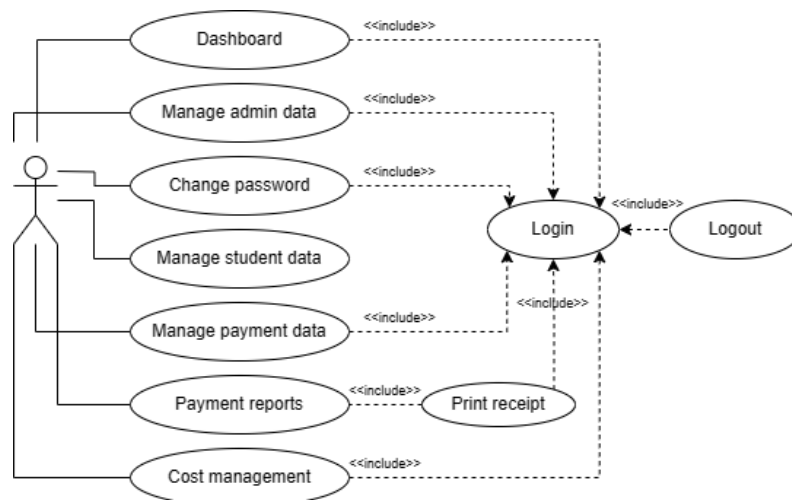 Dashboard
<<include>>
Manage admin data
<<include>>
Change password
<<include>>
<<include>>
Login
Logout
Manage student data
<<include>>
Manage payment data
<<include>>
Payment reports
<<include>>
Print receipt
Cost management
<<include>>